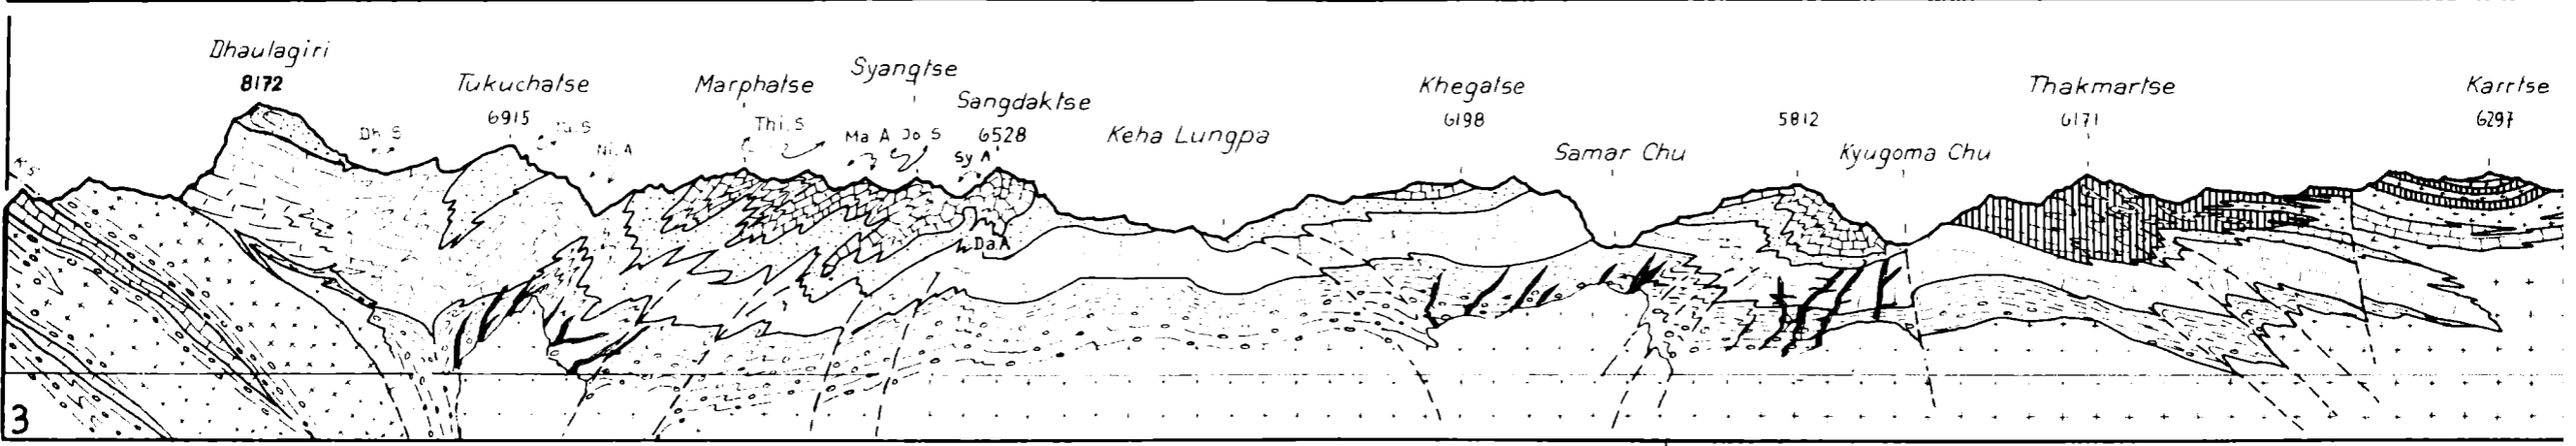 Dhaulagiri
8172
Dh. S
Tukuchatse
6915
Tu. S
Ni. A
Marphatse
Thi. S
Syangtse
Ma A Jo S
Sangdaktse
6528
Sy A
Da. A
Keha Lungpa
Khegatse
6198
Samar Chu
5812
Kyugoma Chu
Thakmartse
6171
Karrtse
6297
3